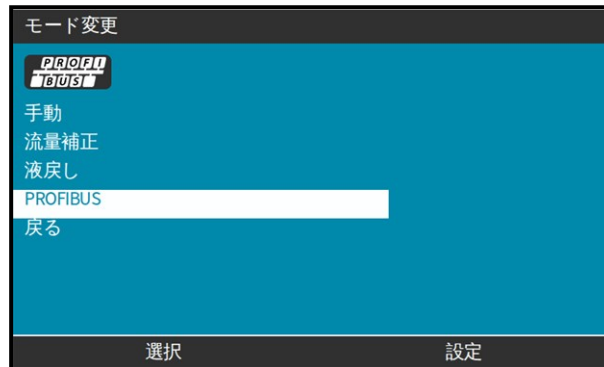 モード変更
PROFI
BUS
手動
流量補正
液戻し
PROFIBUS
戻る
選択 設定